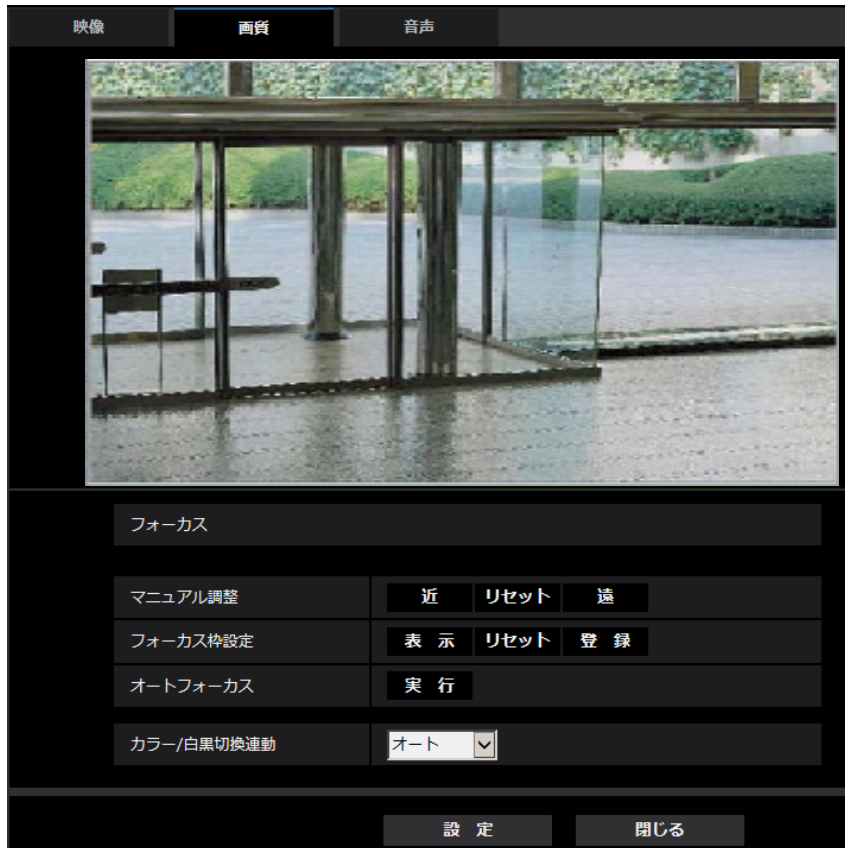 映像 画質 音声
フォーカス
マニュアル調整 近 リセット 遠
フォーカス枠設定 表 示 リセット 登 録
オートフォーカス 実 行
カラー/白黒切換連動 オート
設 定 閉じる